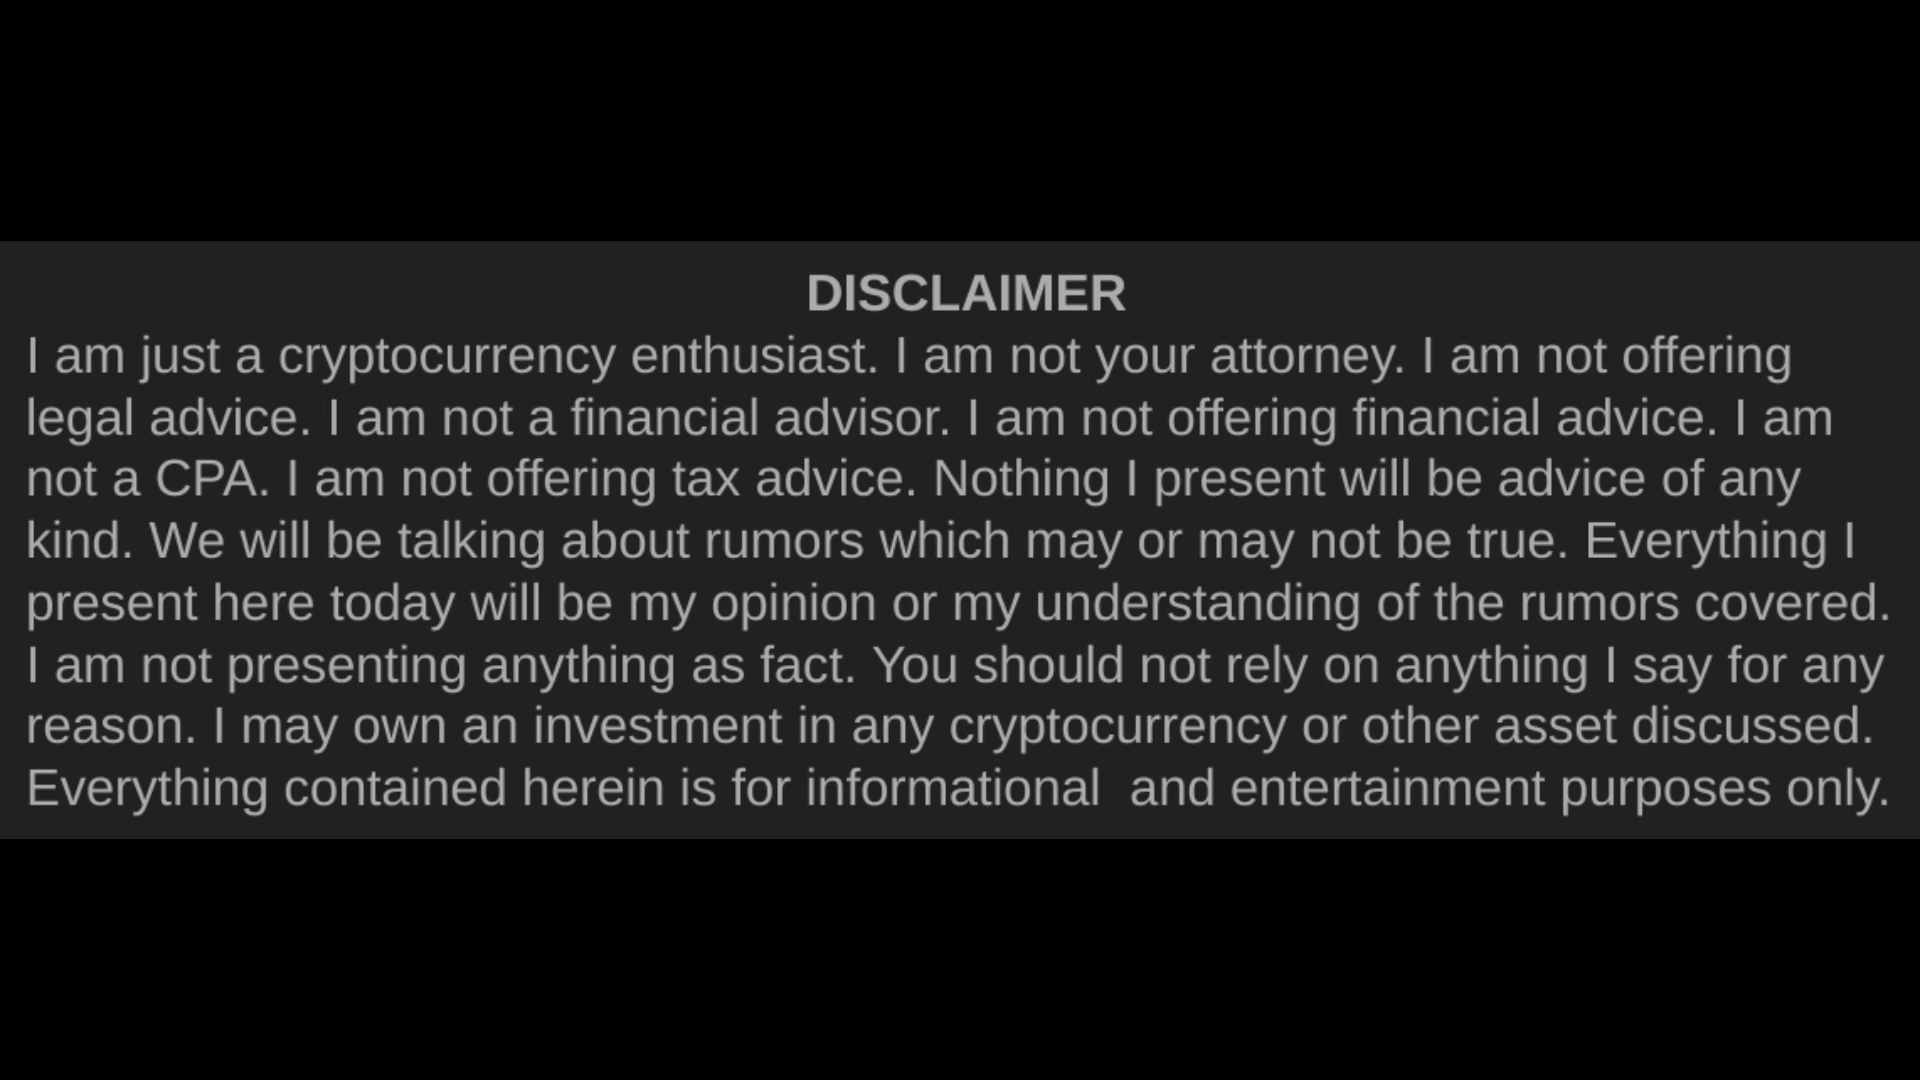 DISCLAIMER
I am just a cryptocurrency enthusiast. I am not your attorney. I am not offering
legal advice. I am not a financial advisor. I am not offering financial advice. I am
not a CPA. I am not offering tax advice. Nothing I present will be advice of any
kind. We will be talking about rumors which may or may not be true. Everything I
present here today will be my opinion or my understanding of the rumors covered.
I am not presenting anything as fact. You should not rely on anything I say for any
reason. I may own an investment in any cryptocurrency or other asset discussed.
Everything contained herein is for informational  and entertainment purposes only.